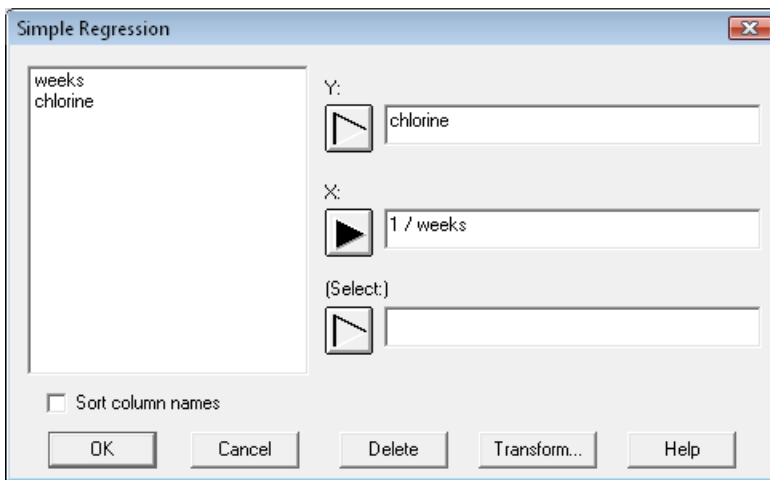 Simple Regression
weeks
chlorine
Y:
chlorine
X:
1 / weeks
(Select:)
Sort column names
OK
Cancel
Delete
Transform...
Help